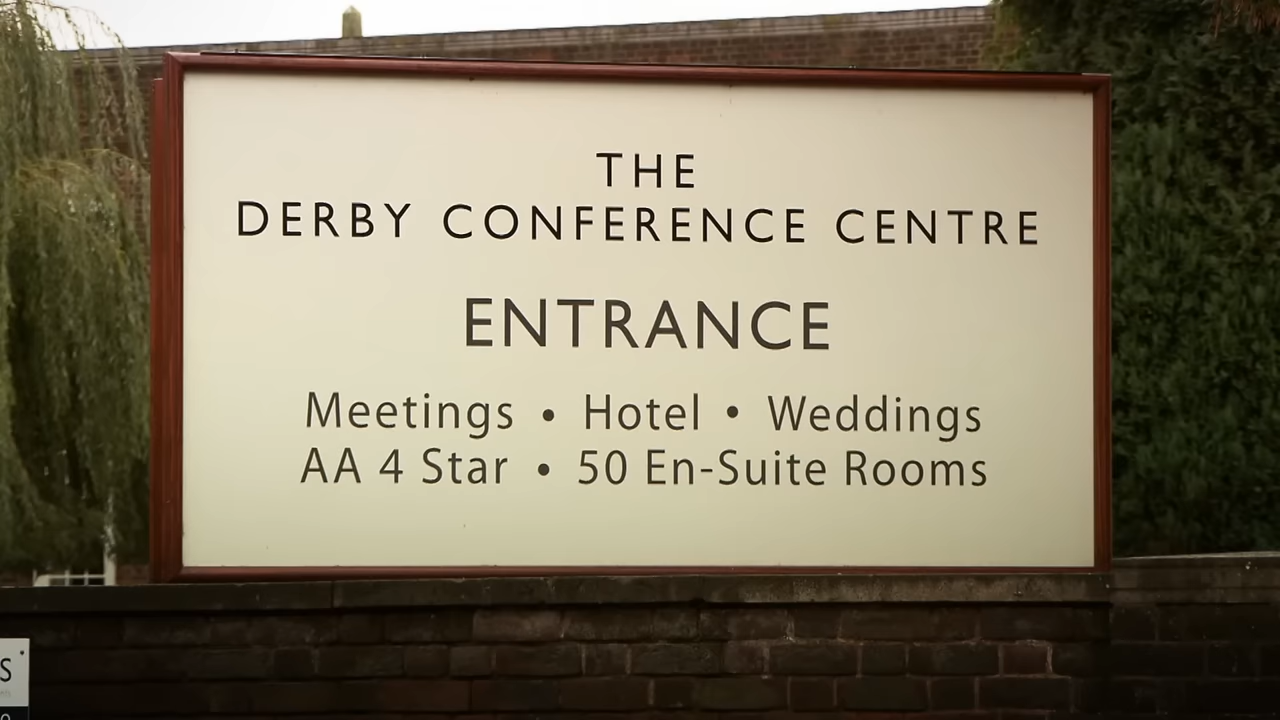 THE
DERBY CONFERENCE CENTRE
ENTRANCE
Meetings • Hotel • Weddings
AA 4 Star • 50 En-Suite Rooms